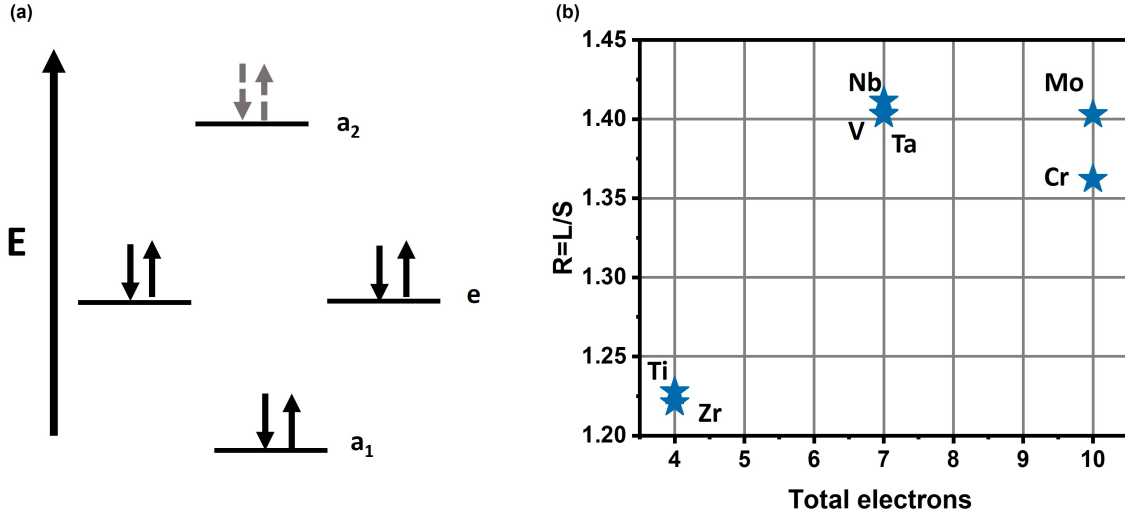 (a)
E
a2
e
a1
(b)
R=L/S
1.45
1.40
1.35
1.30
1.25
1.20
Nb
V
Ta
Mo
Cr
Ti
Zr
4 5 6 7 8 9 10
Total electrons